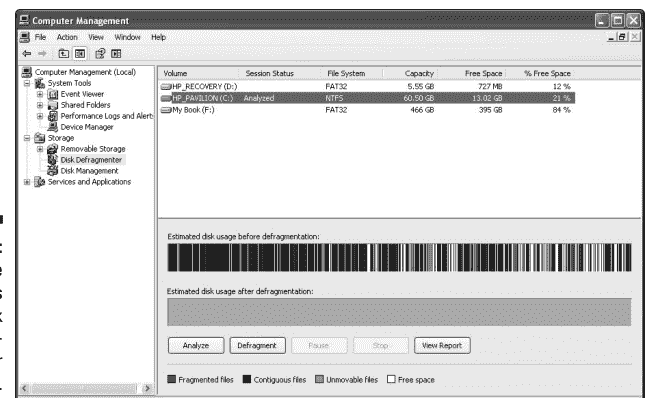 Computer Management
File Action View Window Help
Computer Management (Local)
System Tools
Event Viewer
Shared Folders
Performance Logs and Alert
Device Manager
Storage
Removable Storage
Disk Defragmenter
Disk Management
Services and Applications
Volume Session Status File System Capacity Free Space % Free Space
HP_RECOVERY (D:) FAT32 5.55 GB 727 MB 12 %
HP_PAVILION (C:) Analyzed NTFS 60.50 GB 13.02 GB 21 %
My Book (F:) FAT32 466 GB 395 GB 84 %
Estimated disk usage before defragmentation:
Estimated disk usage after defragmentation:
Analyze Defragment Pause Stop View Report
Fragmented files Contiguous files Unmovable files Free space
:
e
s
k
-
r
.